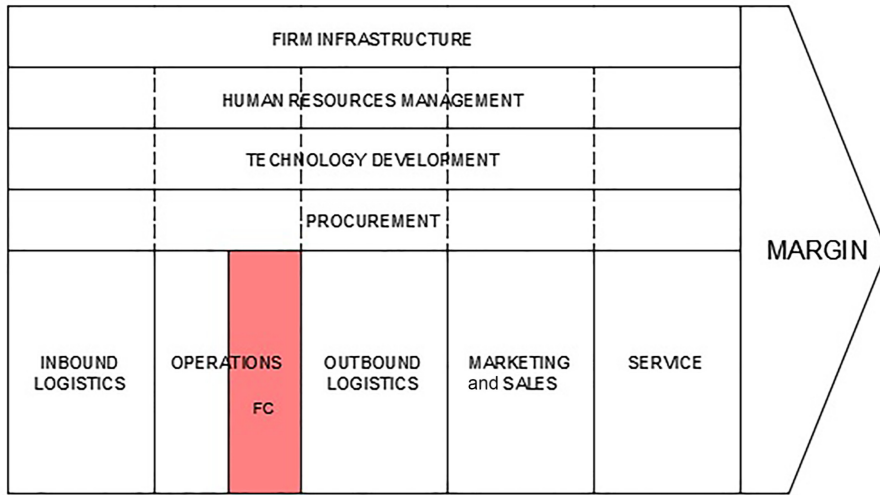 FIRM INFRASTRUCTURE
HUMAN RESOURCES MANAGEMENT
TECHNOLOGY DEVELOPMENT
PROCUREMENT
MARGIN
INBOUND
LOGISTICS
OPERATIONS
FC
OUTBOUND
LOGISTICS
MARKETING
and SALES
SERVICE